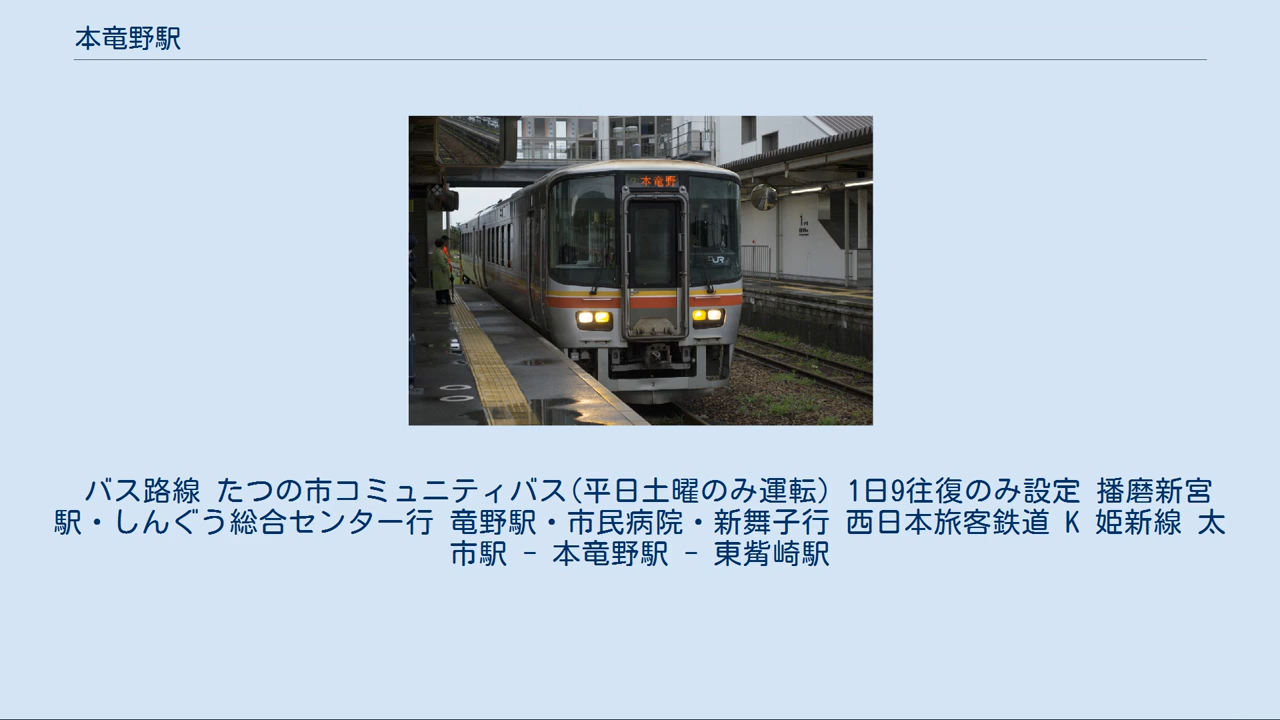 本竜野駅
本竜野
JR
1
バス路線 たつの市コミュニティバス(平日土曜のみ運転) 1日9往復のみ設定 播磨新宮
駅・しんぐう総合センター行 竜野駅・市民病院・新舞子行 西日本旅客鉄道 K 姫新線 太
市駅 - 本竜野駅 - 東觜崎駅